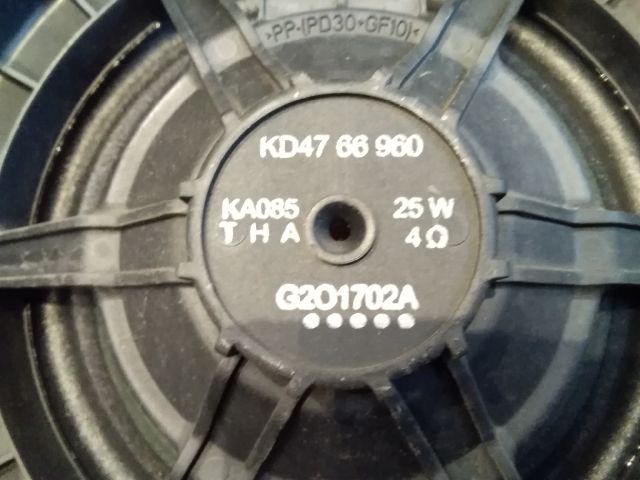 >PP-(PD30+GF10)<
KD47 66 960
KA085 25 W
T H A 4 Ω
G2O1702A